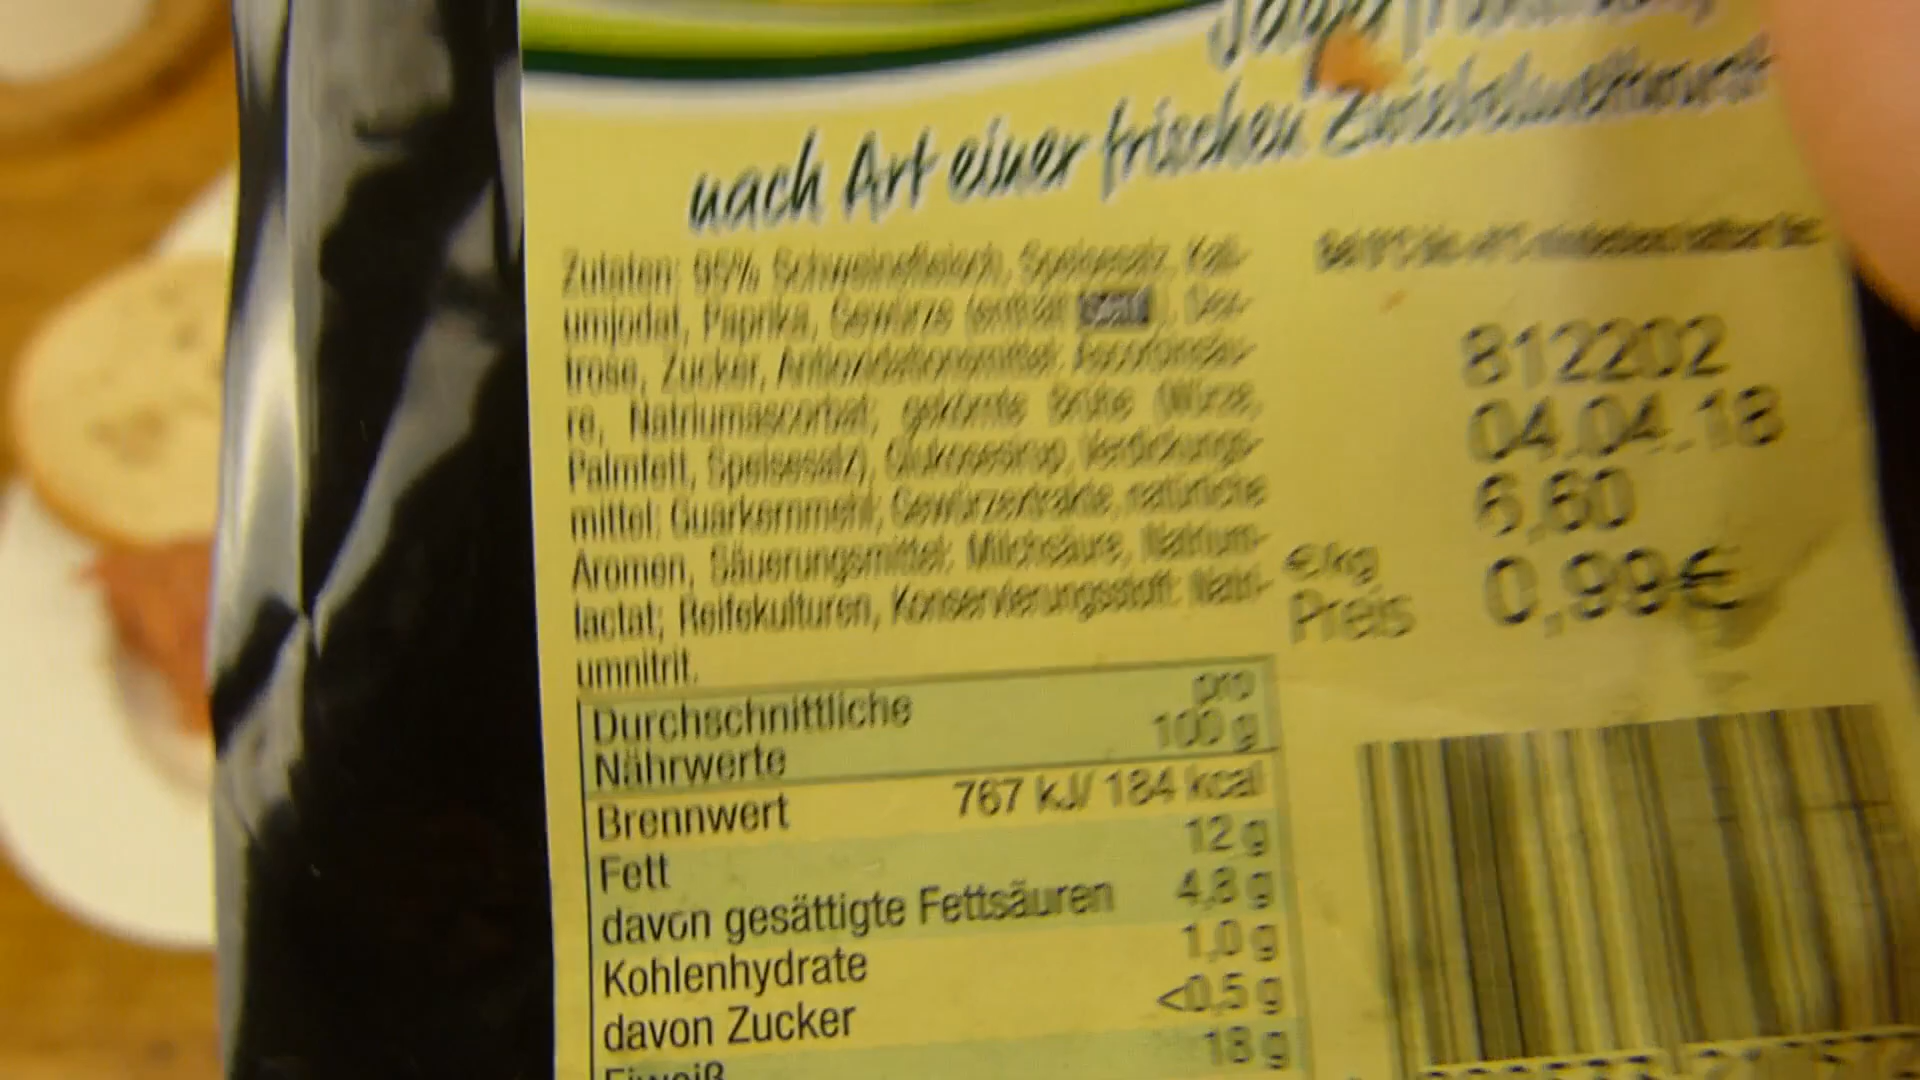 nach Art einer frischen Zwiebelmettwurst
Zutaten: 95% Schweinefleisch, Speisesalz, Kali-
umjodat, Paprika, Gewürze (enthält Senf), Dex-
trose, Zucker, Antioxidationsmittel: Ascorbinsäu-
re, Natriumascorbat; gekörnte Brühe (Würze,
Palmfett, Speisesalz), Glukosesirup, Verdickungs-
mittel: Guarkernmehl; Gewürzextrakte, natürliche
Aromen, Säuerungsmittel: Milchsäure, Natrium-
lactat; Reifekulturen, Konservierungsstoff: Natri-
umnitrit.
812202
04.04.18
6,60
€/kg
Preis 0,99€
Durchschnittliche pro
Nährwerte 100 g
Brennwert 767 kJ/ 184 kcal
Fett 12 g
davon gesättigte Fettsäuren 4,8 g
Kohlenhydrate 1,0 g
davon Zucker <0,5 g
Eiweiß 18 g